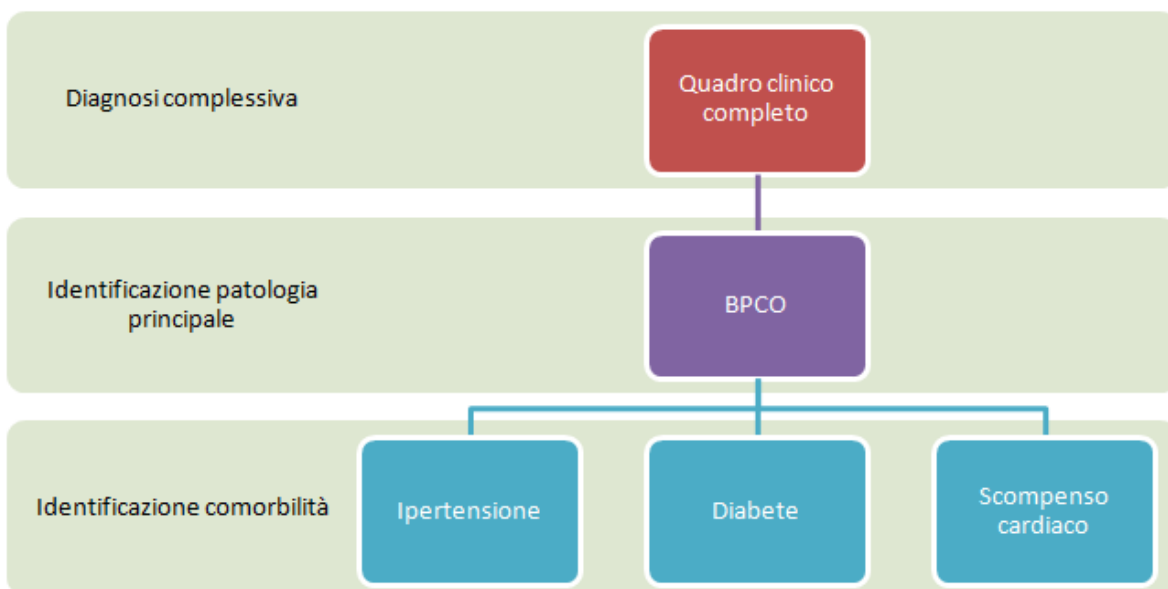 Diagnosi complessiva
Quadro clinico
completo
Identificazione patologia
principale
BPCO
Identificazione comorbilità
Ipertensione
Diabete
Scompenso
cardiaco